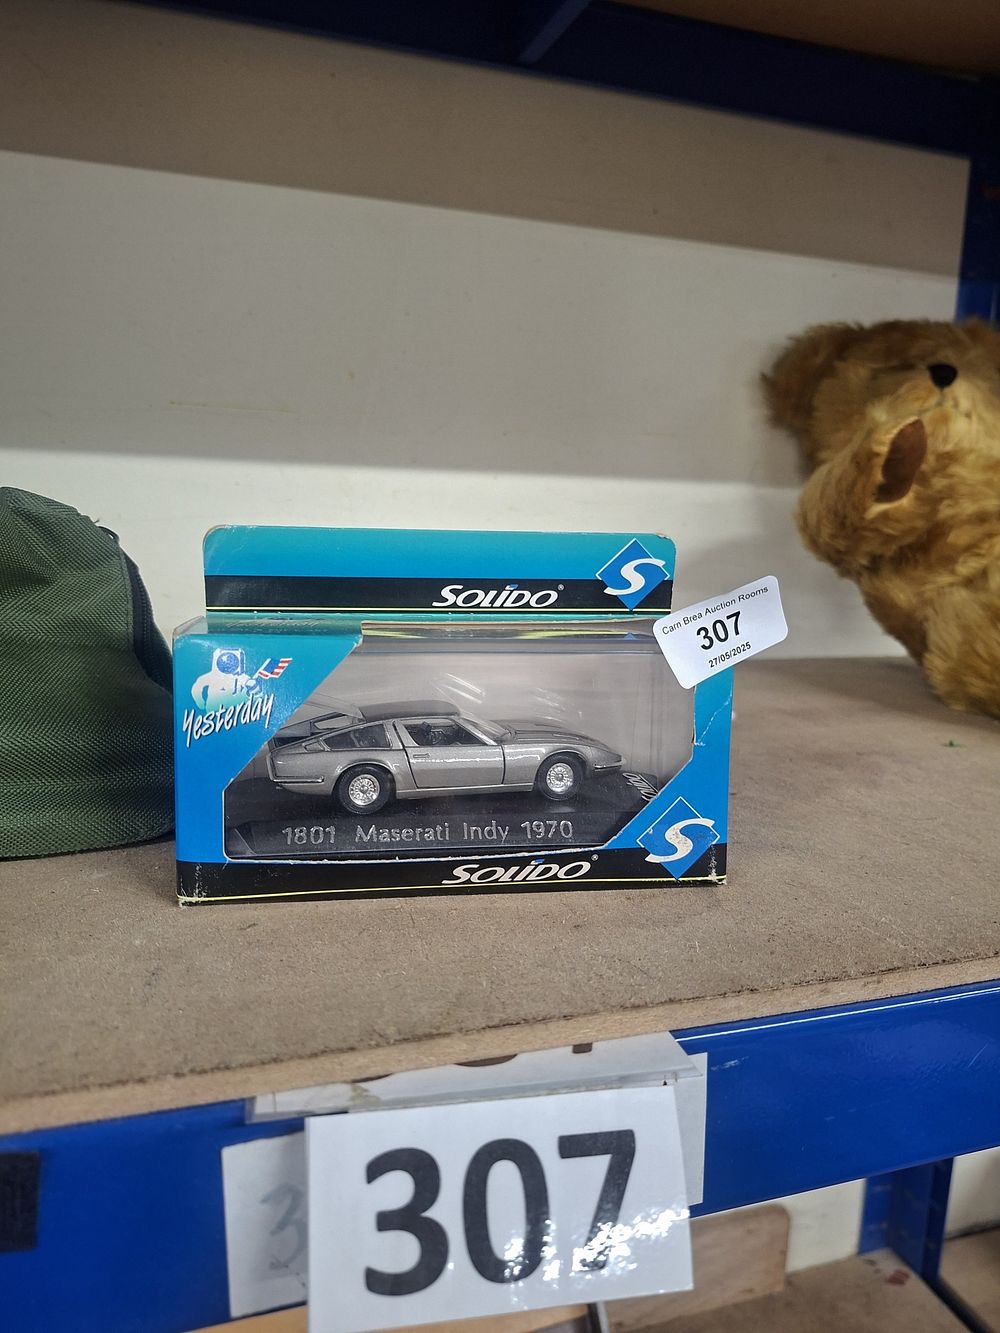 SOLIDO®
S
Carn Brea Auction Rooms
307
27/05/2025
Yesterday
1801 Maserati Indy 1970
SOLIDO®
S
307